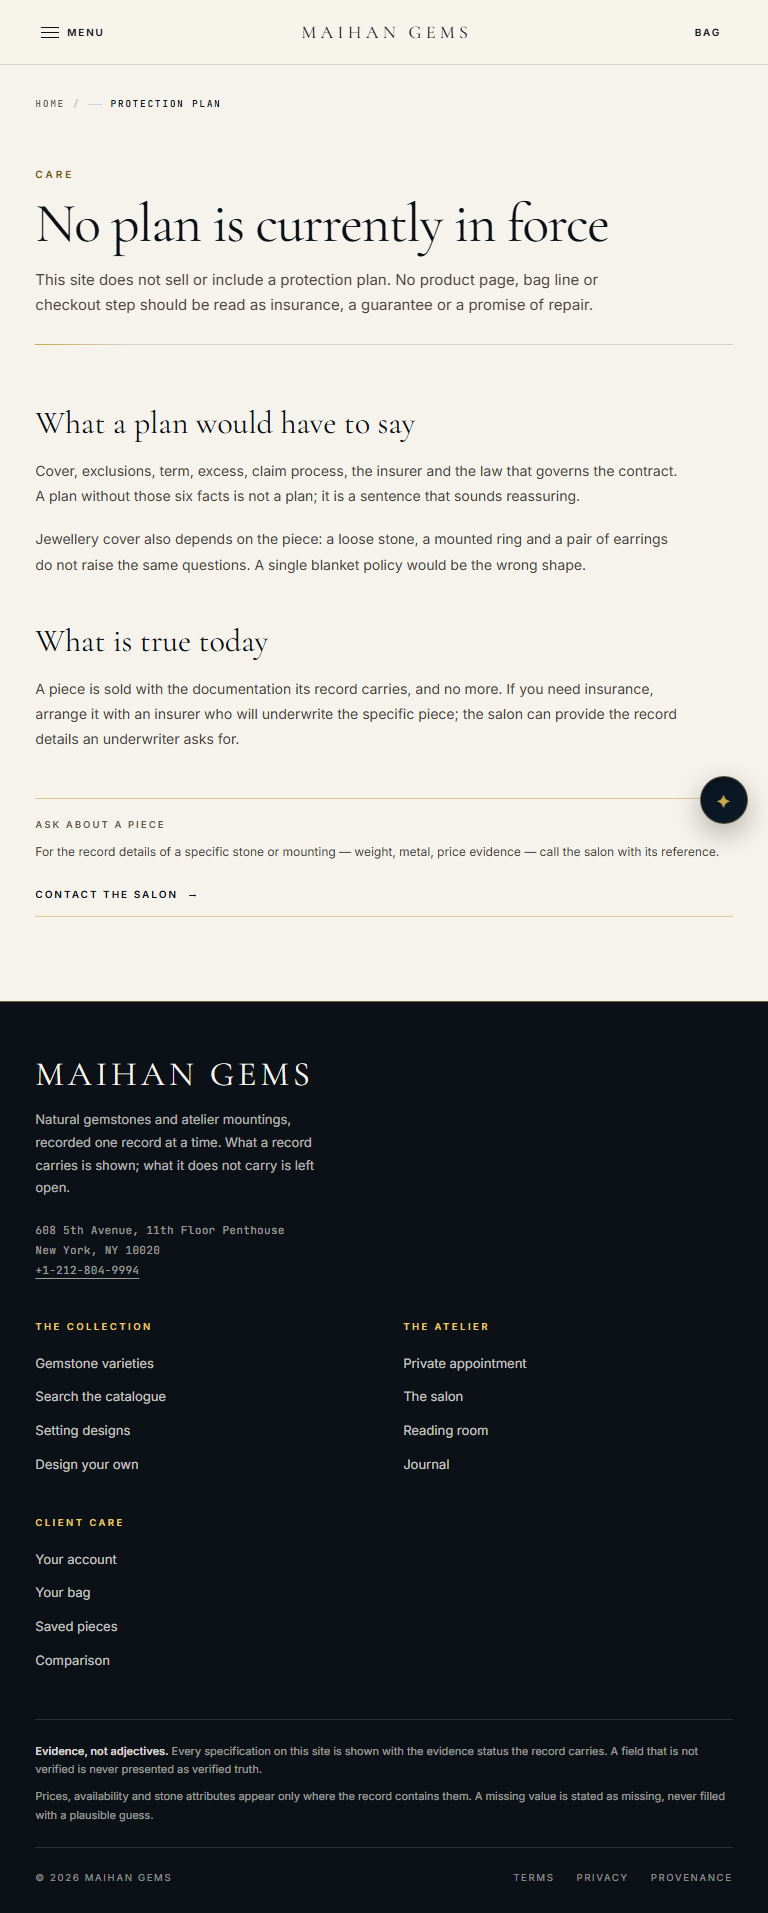 MENU
MAIHAN GEMS
BAG
HOME / — PROTECTION PLAN
CARE
No plan is currently in force
This site does not sell or include a protection plan. No product page, bag line or
checkout step should be read as insurance, a guarantee or a promise of repair.
What a plan would have to say
Cover, exclusions, term, excess, claim process, the insurer and the law that governs the contract.
A plan without those six facts is not a plan; it is a sentence that sounds reassuring.
Jewellery cover also depends on the piece: a loose stone, a mounted ring and a pair of earrings
do not raise the same questions. A single blanket policy would be the wrong shape.
What is true today
A piece is sold with the documentation its record carries, and no more. If you need insurance,
arrange it with an insurer who will underwrite the specific piece; the salon can provide the record
details an underwriter asks for.
ASK ABOUT A PIECE
For the record details of a specific stone or mounting — weight, metal, price evidence — call the salon with its reference.
CONTACT THE SALON →
MAIHAN GEMS
Natural gemstones and atelier mountings,
recorded one record at a time. What a record
carries is shown; what it does not carry is left
open.
608 5th Avenue, 11th Floor Penthouse
New York, NY 10020
+1-212-804-9994
THE COLLECTION
Gemstone varieties
Search the catalogue
Setting designs
Design your own
THE ATELIER
Private appointment
The salon
Reading room
Journal
CLIENT CARE
Your account
Your bag
Saved pieces
Comparison
Evidence, not adjectives. Every specification on this site is shown with the evidence status the record carries. A field that is not
verified is never presented as verified truth.
Prices, availability and stone attributes appear only where the record contains them. A missing value is stated as missing, never filled
with a plausible guess.
© 2026 MAIHAN GEMS
TERMS PRIVACY PROVENANCE